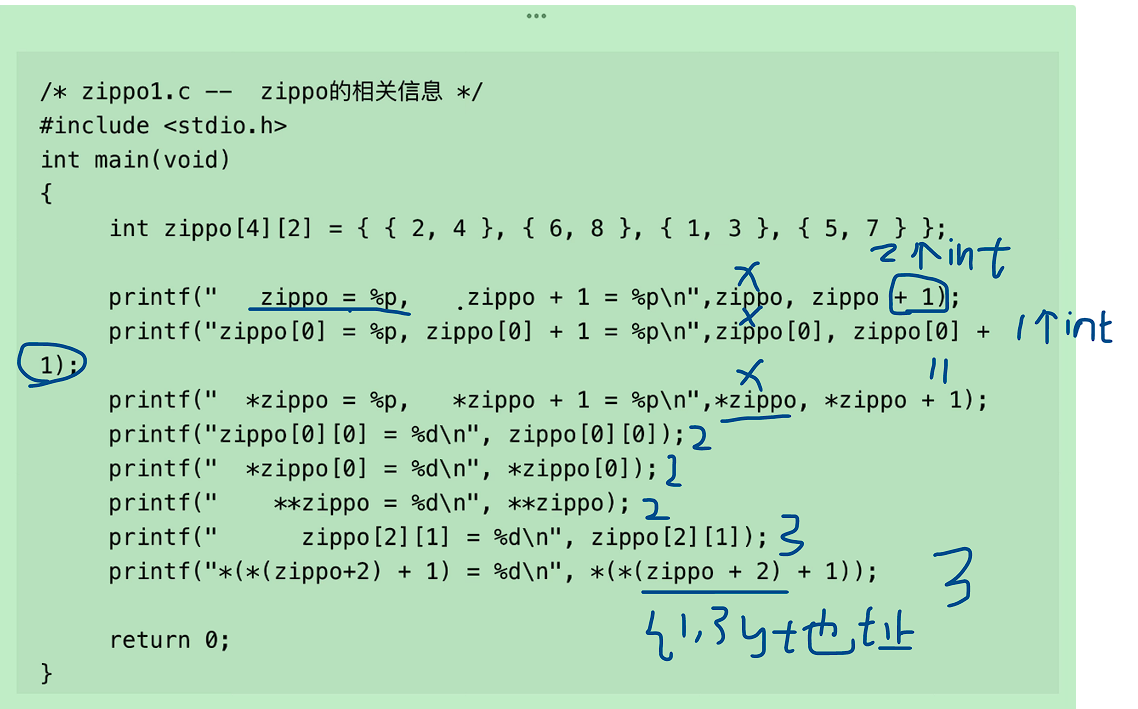 •••
/* zippo1.c -- zippo的相关信息 */
#include <stdio.h>
int main(void)
{
int zippo[4][2] = { { 2, 4 }, { 6, 8 }, { 1, 3 }, { 5, 7 } };
2个int
x
printf("   zippo = %p,    zippo + 1 = %p\n",zippo, zippo + 1);
x
printf("zippo[0] = %p, zippo[0] + 1 = %p\n",zippo[0], zippo[0] +
1个int
1);
x
printf("  *zippo = %p,   *zippo + 1 = %p\n",*zippo, *zippo + 1);
printf("zippo[0][0] = %d\n", zippo[0][0]); 2
printf("  *zippo[0] = %d\n", *zippo[0]); 2
printf("    **zippo = %d\n", **zippo); 2
printf("      zippo[2][1] = %d\n", zippo[2][1]); 3
printf("*(*(zippo+2) + 1) = %d\n", *(*(zippo + 2) + 1)); 3
{1,3}地址
return 0;
}